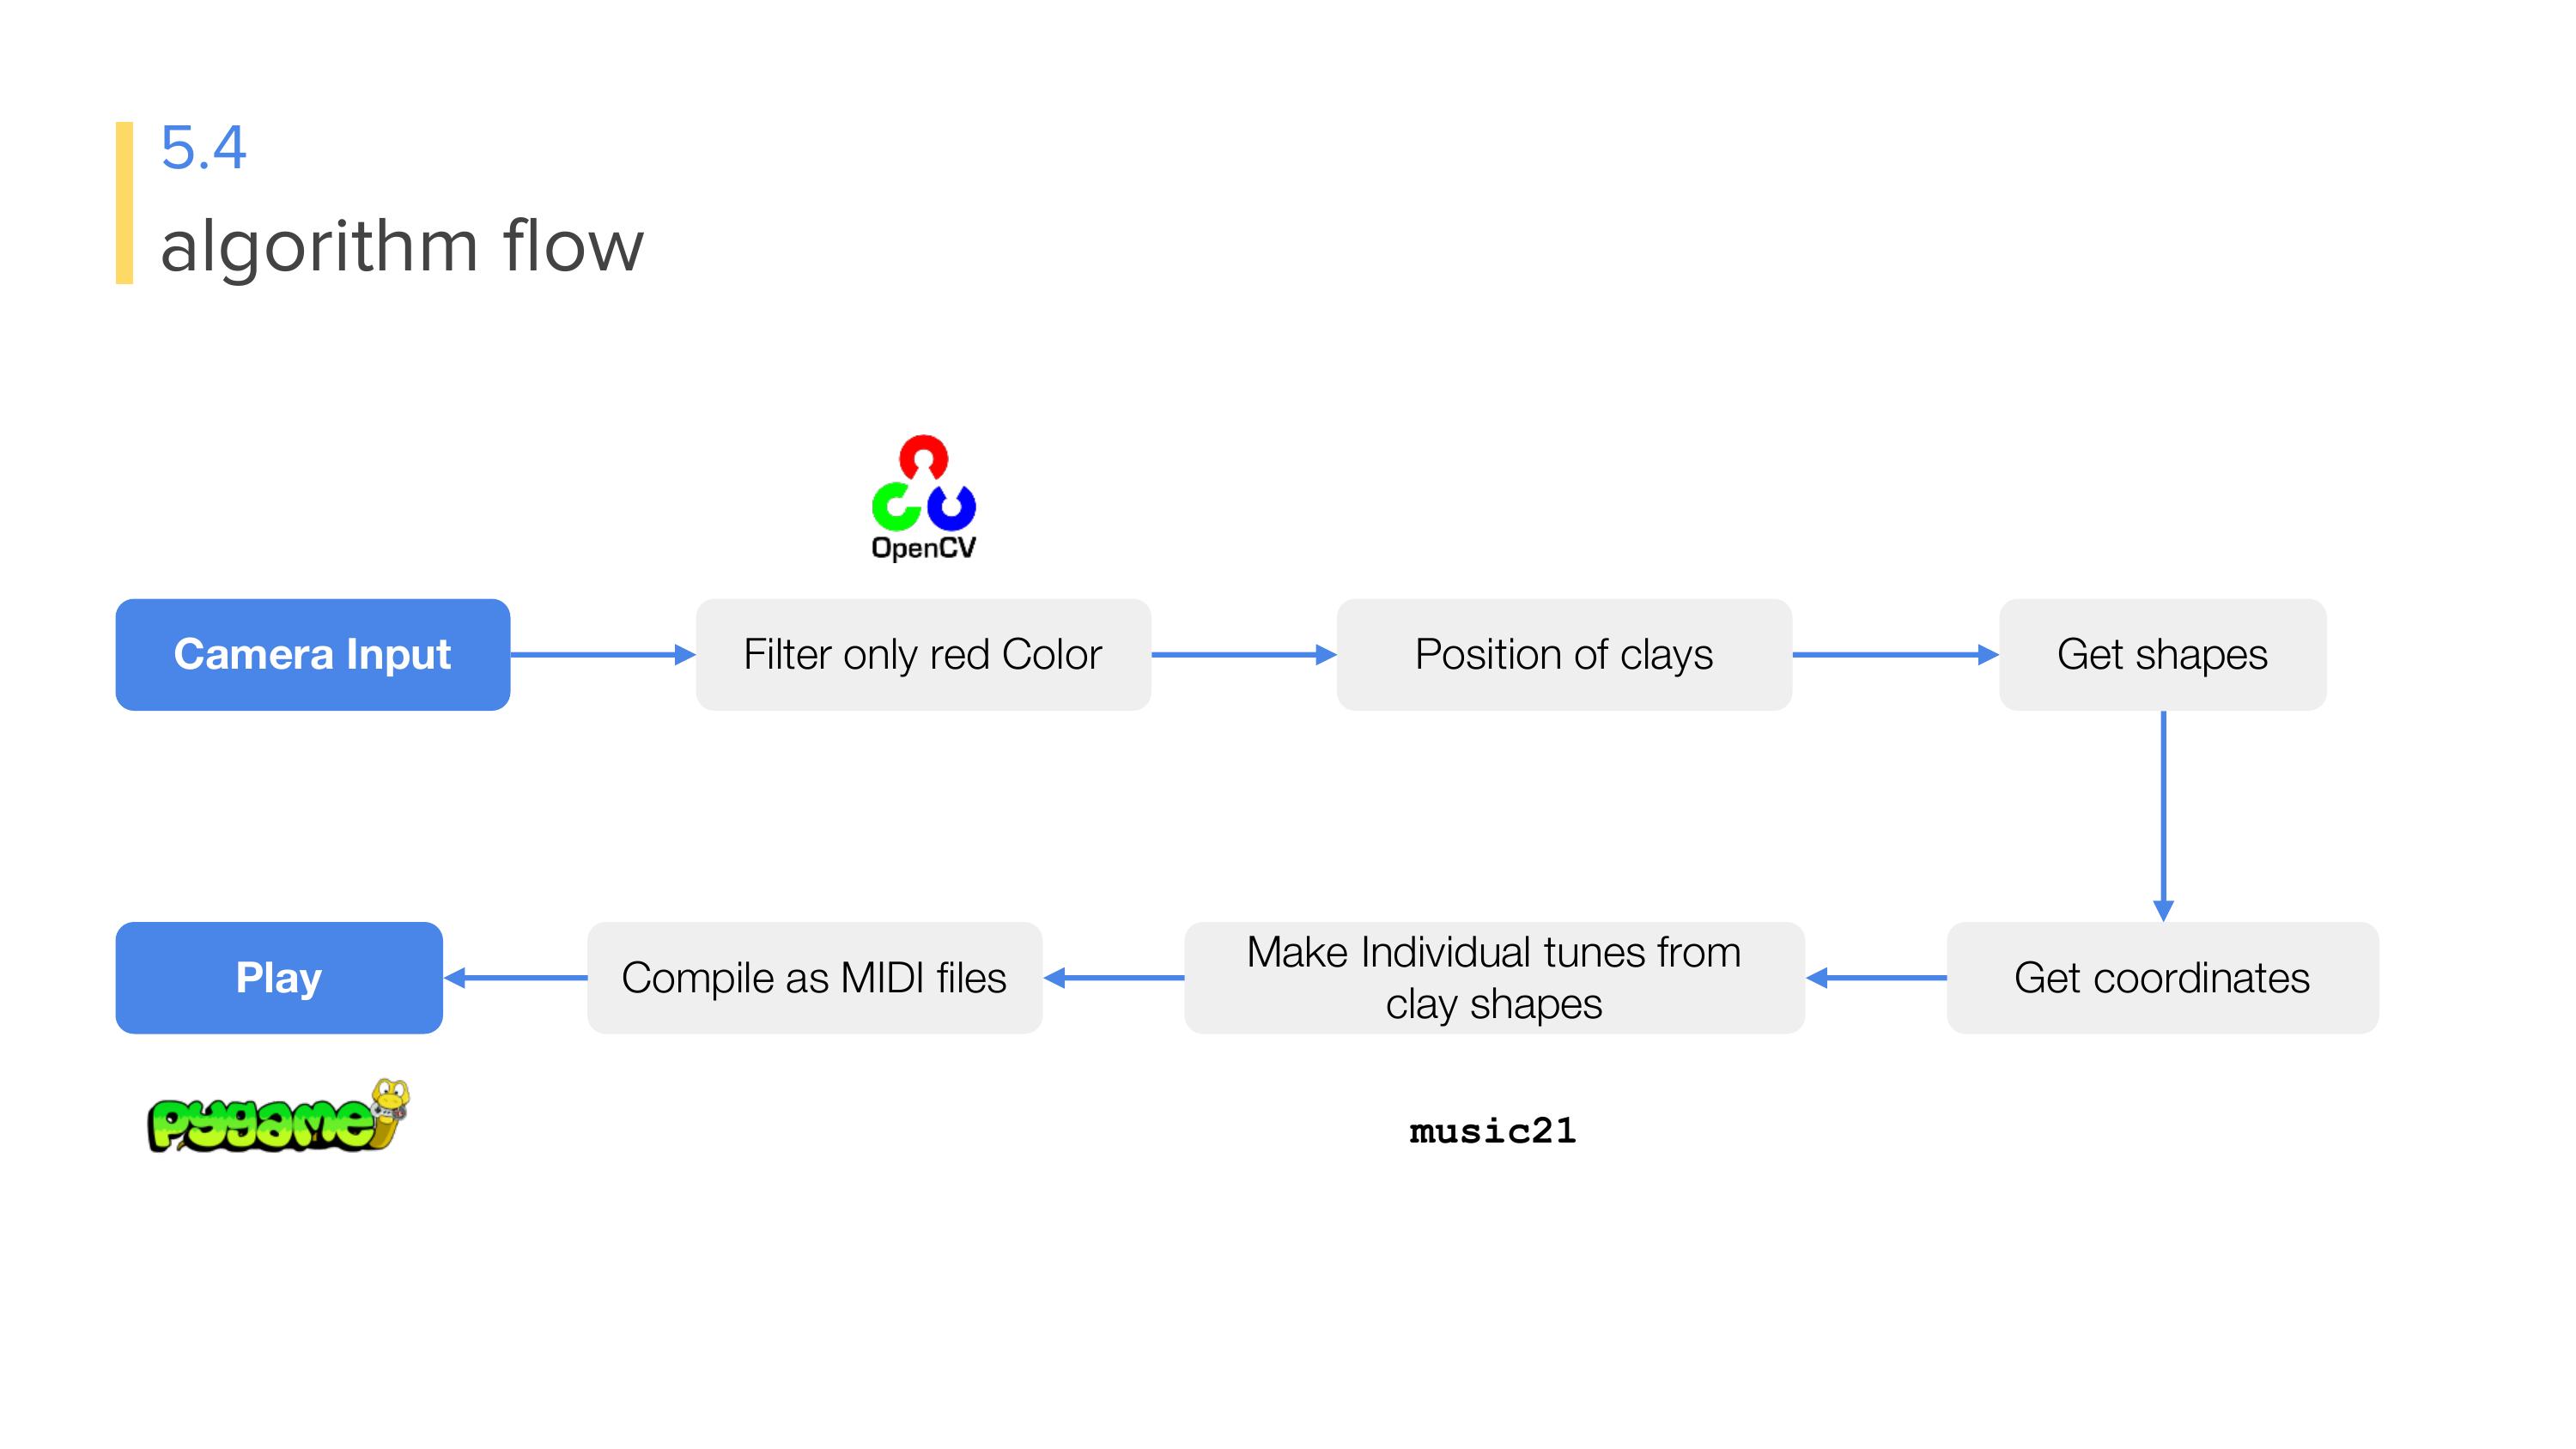 5.4
algorithm flow
OpenCV
Camera Input
Filter only red Color
Position of clays
Get shapes
Play
Compile as MIDI files
Make Individual tunes from
clay shapes
Get coordinates
pygame
music21